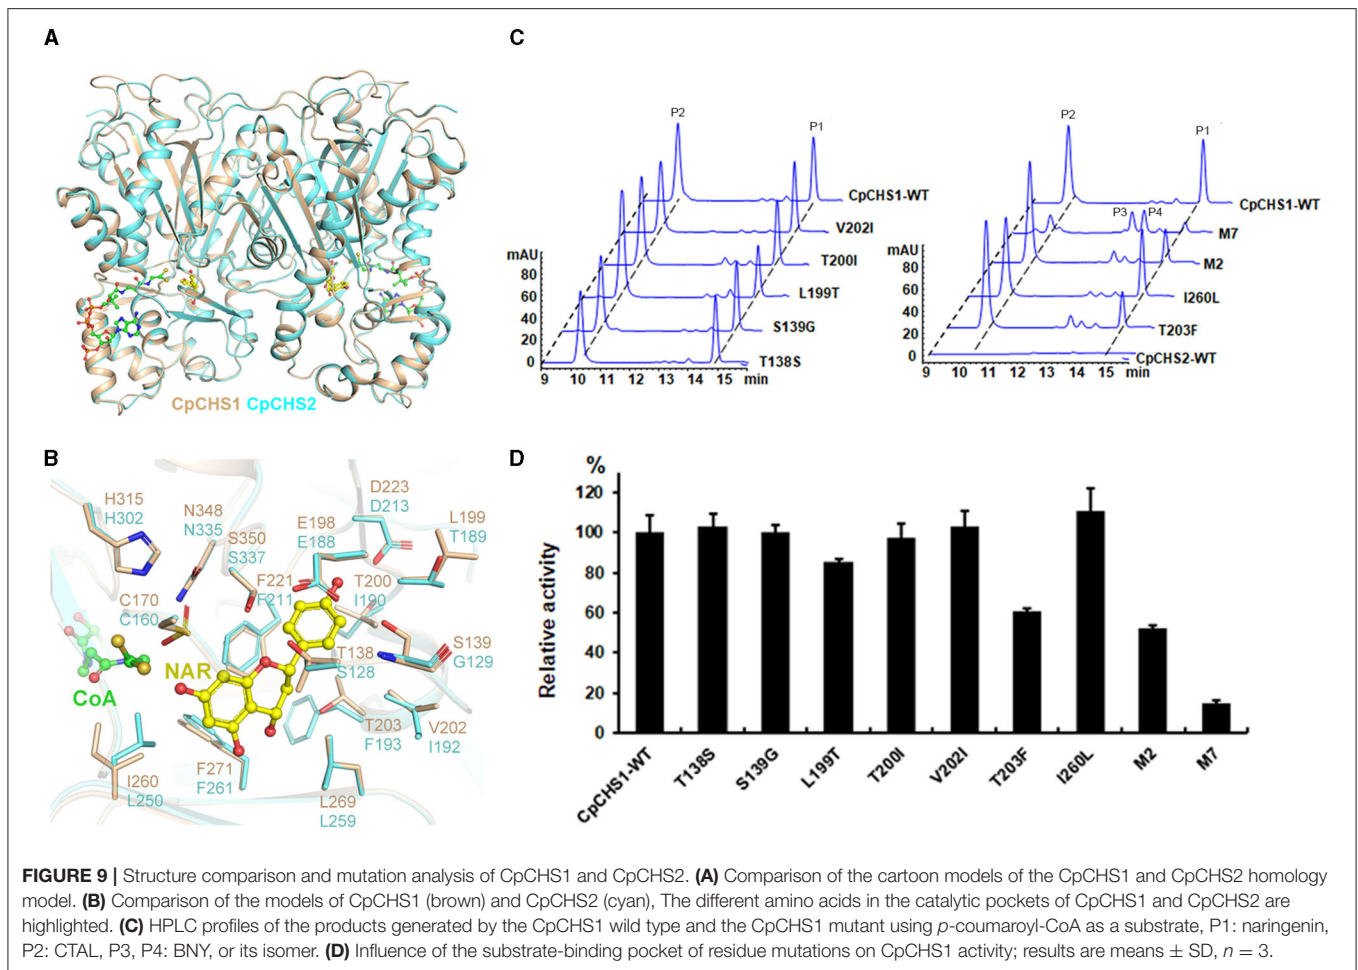 A
CpCHS1 CpCHS2
B
H315
H302
N348
N335
S350
S337
E198
E188
D223
D213
L199
T189
C170
C160
F221
F211
T200
I190
S139
G129
NAR
T138
S128
CoA
T203
F193
V202
I192
I260
L250
F271
F261
L269
L259
C
P2
P1
CpCHS1-WT
V202I
T200I
L199T
S139G
T138S
mAU
80
60
40
20
0
9 10 11 12 13 14 15 min
P2
P1
CpCHS1-WT
P3 P4
M7
M2
I260L
T203F
CpCHS2-WT
mAU
80
60
40
20
0
9 10 11 12 13 14 15 min
D
%
120
100
80
60
40
20
0
Relative activity
CpCHS1-WT T138S S139G L199T T200I V202I T203F I260L M2 M7
FIGURE 9 | Structure comparison and mutation analysis of CpCHS1 and CpCHS2. (A) Comparison of the cartoon models of the CpCHS1 and CpCHS2 homology
model. (B) Comparison of the models of CpCHS1 (brown) and CpCHS2 (cyan), The different amino acids in the catalytic pockets of CpCHS1 and CpCHS2 are
highlighted. (C) HPLC profiles of the products generated by the CpCHS1 wild type and the CpCHS1 mutant using p-coumaroyl-CoA as a substrate, P1: naringenin,
P2: CTAL, P3, P4: BNY, or its isomer. (D) Influence of the substrate-binding pocket of residue mutations on CpCHS1 activity; results are means ± SD, n = 3.